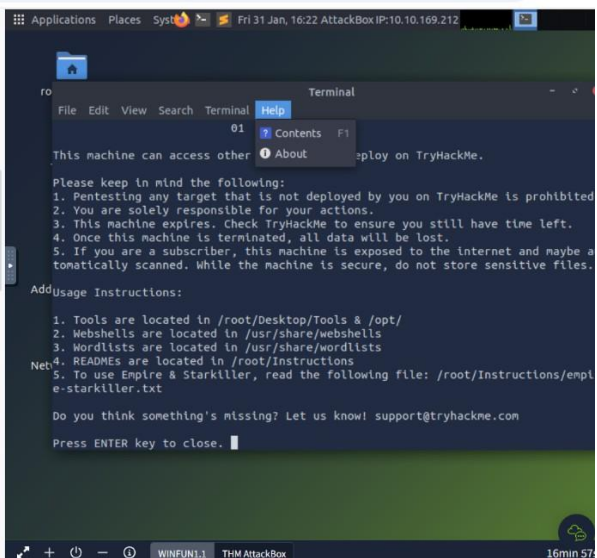 Applications Places Syst Fri 31 Jan, 16:22 AttackBox IP:10.10.169.212
ro
Terminal
File Edit View Search Terminal Help
01
Contents F1
About
This machine can access other eploy on TryHackMe.
Please keep in mind the following:
1. Pentesting any target that is not deployed by you on TryHackMe is prohibited
2. You are solely responsible for your actions.
3. This machine expires. Check TryHackMe to ensure you still have time left.
4. Once this machine is terminated, all data will be lost.
5. If you are a subscriber, this machine is exposed to the internet and maybe a
tomatically scanned. While the machine is secure, do not store sensitive files.
Add
Usage Instructions:
1. Tools are located in /root/Desktop/Tools & /opt/
2. Webshells are located in /usr/share/webshells
3. Wordlists are located in /usr/share/wordlists
Net
4. READMEs are located in /root/Instructions
5. To use Empire & Starkiller, read the following file: /root/Instructions/empi
e-starkiller.txt
Do you think something's missing? Let us know! support@tryhackme.com
Press ENTER key to close.
WINFUN1.1 THM AttackBox 16min 57s